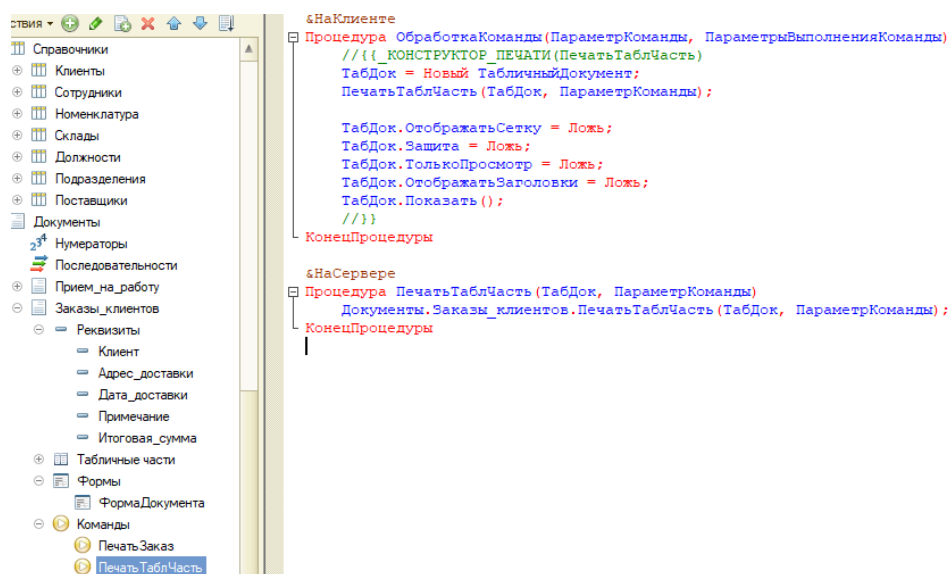 ствия
Справочники
Клиенты
Сотрудники
Номенклатура
Склады
Должности
Подразделения
Поставщики
Документы
Нумераторы
Последовательности
Прием_на_работу
Заказы_клиентов
Реквизиты
Клиент
Адрес_доставки
Дата_доставки
Примечание
Итоговая_сумма
Табличные части
Формы
ФормаДокумента
Команды
ПечатьЗаказ
ПечатьТаблЧасть
&НаКлиенте
Процедура ОбработкаКоманды(ПараметрКоманды, ПараметрыВыполненияКоманды)
//{{_КОНСТРУКТОР_ПЕЧАТИ(ПечатьТаблЧасть)
ТабДок = Новый ТабличныйДокумент;
ПечатьТаблЧасть(ТабДок, ПараметрКоманды);
ТабДок.ОтображатьСетку = Ложь;
ТабДок.Защита = Ложь;
ТабДок.ТолькоПросмотр = Ложь;
ТабДок.ОтображатьЗаголовки = Ложь;
ТабДок.Показать();
//}}
КонецПроцедуры
&НаСервере
Процедура ПечатьТаблЧасть(ТабДок, ПараметрКоманды)
Документы.Заказы_клиентов.ПечатьТаблЧасть(ТабДок, ПараметрКоманды);
КонецПроцедуры